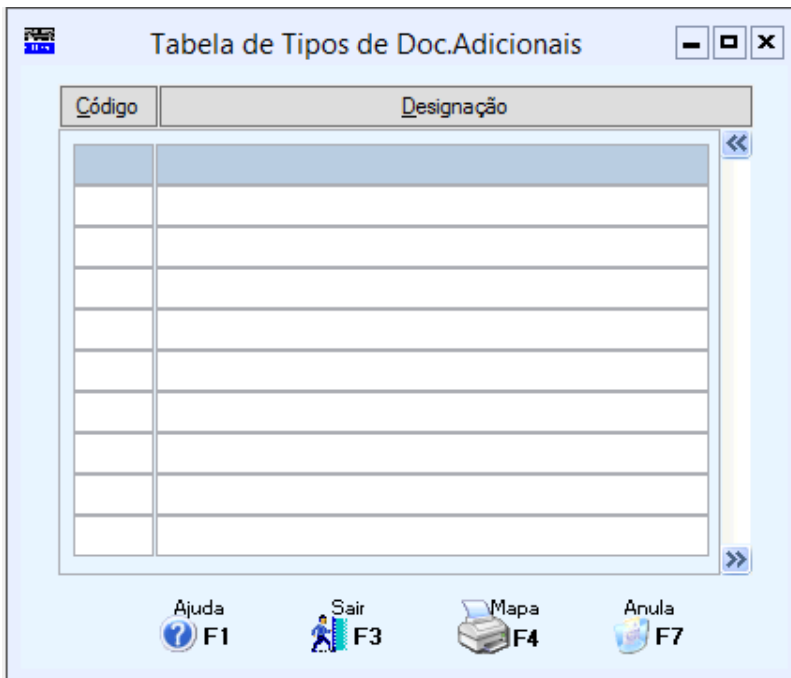 Tabela de Tipos de Doc.Adicionais
Código Designação
Ajuda Sair Mapa Anula
F1 F3 F4 F7